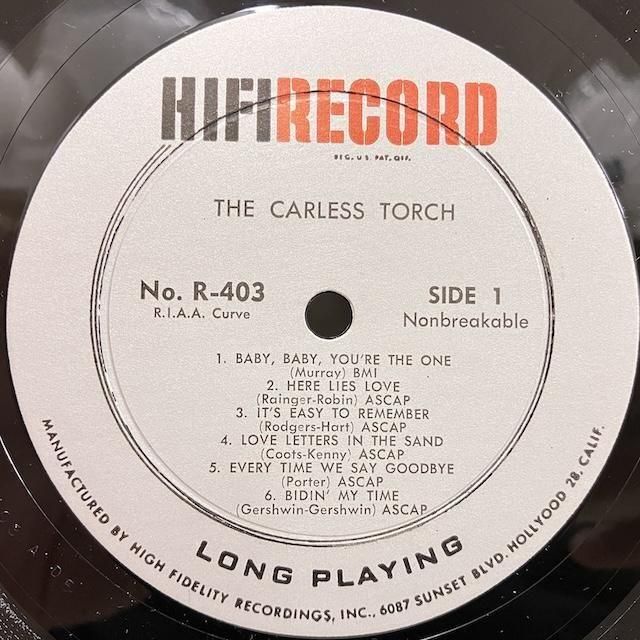 HIFIRECORD
REG. U.S. PAT. OFF.
THE CARLESS TORCH
No. R-403
R.I.A.A. Curve
SIDE 1
Nonbreakable
1. BABY, BABY, YOU'RE THE ONE
(Murray) BMI
2. HERE LIES LOVE
(Rainger-Robin) ASCAP
3. IT'S EASY TO REMEMBER
(Rodgers-Hart) ASCAP
4. LOVE LETTERS IN THE SAND
(Coots-Kenny) ASCAP
5. EVERY TIME WE SAY GOODBYE
(Porter) ASCAP
6. BIDIN' MY TIME
(Gershwin-Gershwin) ASCAP
LONG PLAYING
MANUFACTURED BY HIGH FIDELITY RECORDINGS, INC., 6087 SUNSET BLVD. HOLLYOOD 28, CALIF.